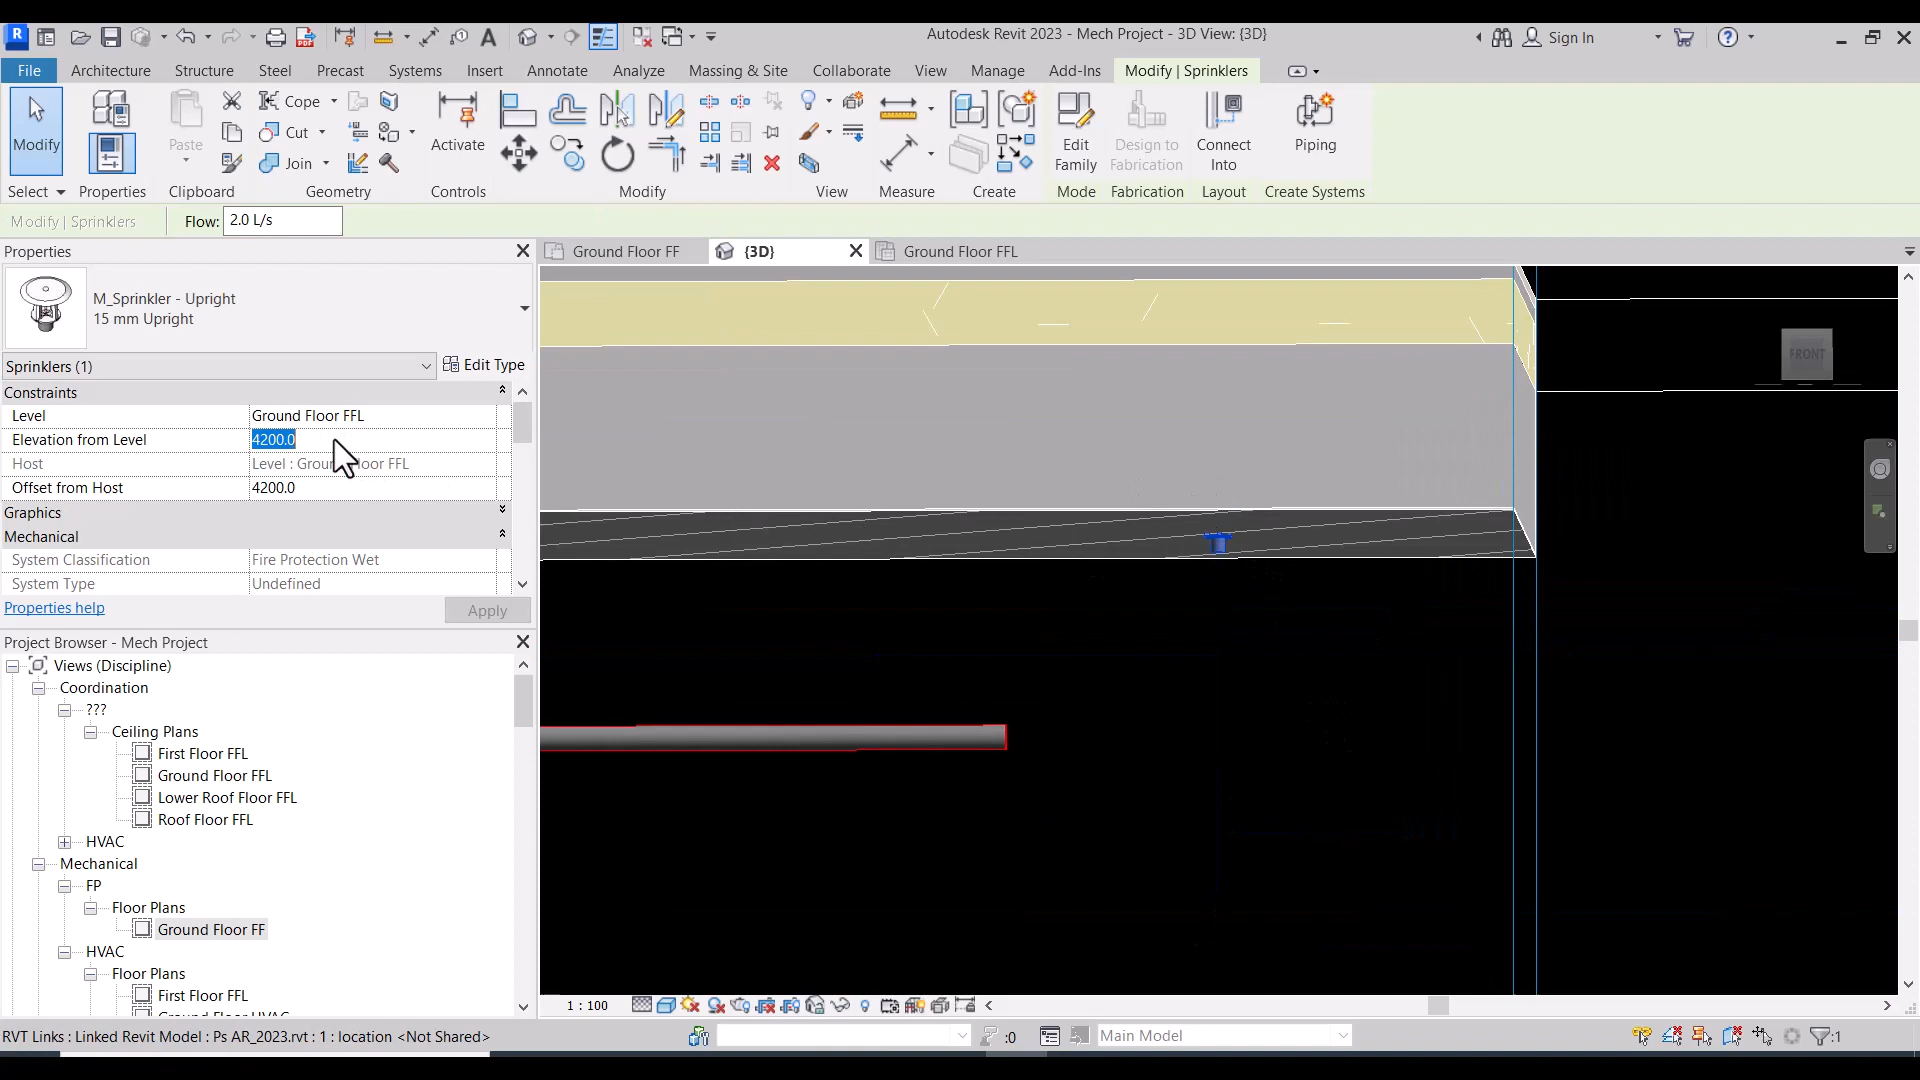 Autodesk Revit 2023 - Mech Project - 3D View: {3D}
Sign In
File
Architecture
Structure
Steel
Precast
Systems
Insert
Annotate
Analyze
Massing & Site
Collaborate
View
Manage
Add-Ins
Modify | Sprinklers
Modify
Paste
Cope
Cut
Join
Activate
Edit Family
Design to Fabrication
Connect Into
Piping
Select
Properties
Clipboard
Geometry
Controls
Modify
View
Measure
Create
Mode
Fabrication
Layout
Create Systems
Modify | Sprinklers
Flow: 2.0 L/s
Properties
Ground Floor FF
{3D}
Ground Floor FFL
M_Sprinkler - Upright
15 mm Upright
Sprinklers (1)
Edit Type
Constraints
Level Ground Floor FFL
Elevation from Level 4200.0
Host Level : Ground Floor FFL
Offset from Host 4200.0
Graphics
Mechanical
System Classification Fire Protection Wet
System Type Undefined
Properties help
Apply
FRONT
Project Browser - Mech Project
Views (Discipline)
Coordination
???
Ceiling Plans
First Floor FFL
Ground Floor FFL
Lower Roof Floor FFL
Roof Floor FFL
HVAC
Mechanical
FP
Floor Plans
Ground Floor FF
HVAC
Floor Plans
First Floor FFL
Ground Floor HVAC
1 : 100
RVT Links : Linked Revit Model : Ps AR_2023.rvt : 1 : location <Not Shared>
:0
Main Model
:1